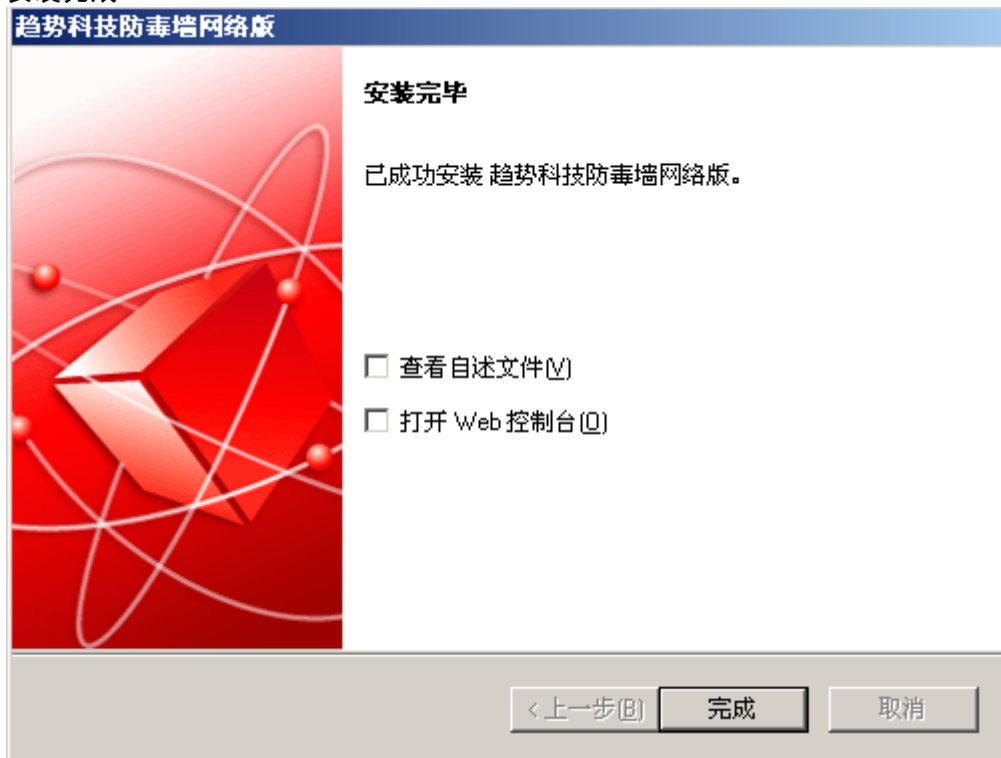 趋势科技防毒墙网络版
安装完毕
已成功安装 趋势科技防毒墙网络版。
查看自述文件(V)
打开 Web 控制台(O)
<上一步(B) 完成 取消